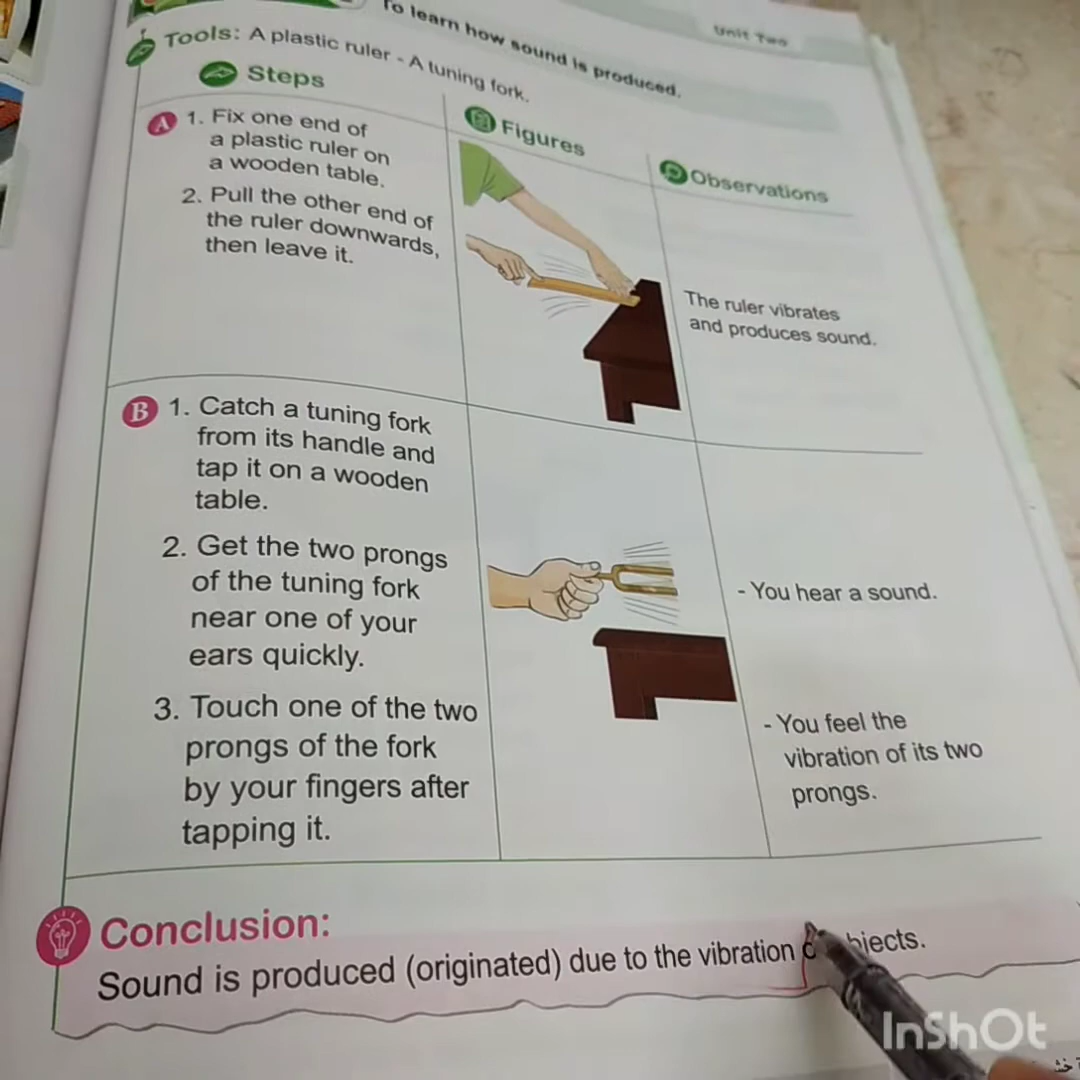 To learn how sound is produced.
Unit Two
Tools: A plastic ruler - A tuning fork.
Steps
Figures
Observations
A 1. Fix one end of
a plastic ruler on
a wooden table.
2. Pull the other end of
the ruler downwards,
then leave it.
The ruler vibrates
and produces sound.
B 1. Catch a tuning fork
from its handle and
tap it on a wooden
table.
2. Get the two prongs
of the tuning fork
near one of your
ears quickly.
3. Touch one of the two
prongs of the fork
by your fingers after
tapping it.
- You hear a sound.
- You feel the
vibration of its two
prongs.
Conclusion:
Sound is produced (originated) due to the vibration
InShOt